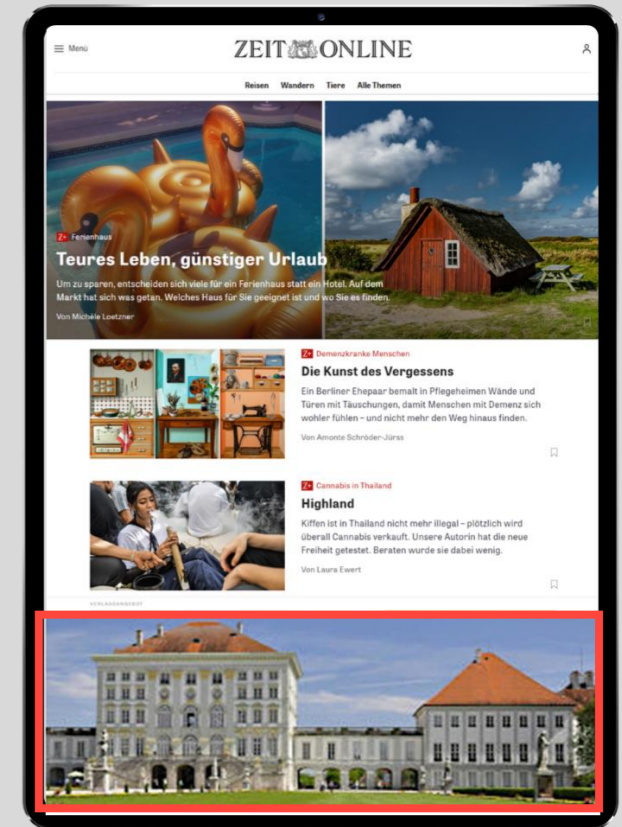 Menü
ZEIT ONLINE
Reisen Wandern Tiere Alle Themen
Z+ Ferienhaus
Teures Leben, günstiger Urlaub
Um zu sparen, entscheiden sich viele für ein Ferienhaus statt ein Hotel. Auf dem
Markt hat sich was getan. Welches Haus für Sie geeignet ist und wo Sie es finden.
Von Michèle Loetzner
Z+ Demenzkranke Menschen
Die Kunst des Vergessens
Ein Berliner Ehepaar bemalt in Pflegeheimen Wände und
Türen mit Täuschungen, damit Menschen mit Demenz sich
wohler fühlen – und nicht mehr den Weg hinaus finden.
Von Amonte Schröder-Jürss
Z+ Cannabis in Thailand
Highland
Kiffen ist in Thailand nicht mehr illegal – plötzlich wird
überall Cannabis verkauft. Unsere Autorin hat die neue
Freiheit getestet. Beraten wurde sie dabei wenig.
Von Laura Ewert
VERLAGSANGEBOT